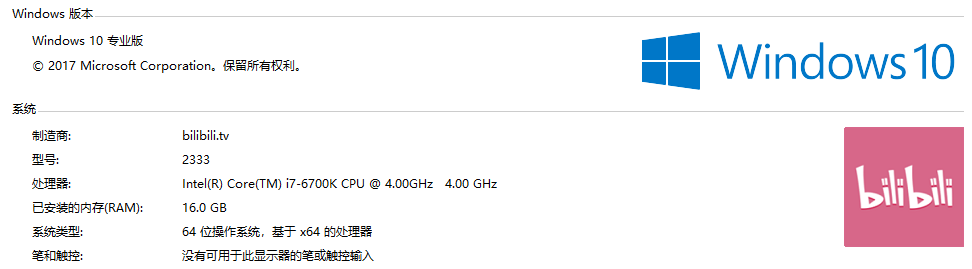 Windows 版本
Windows 10 专业版
© 2017 Microsoft Corporation。保留所有权利。
Windows 10
系统
制造商: bilibili.tv
型号: 2333
处理器: Intel(R) Core(TM) i7-6700K CPU @ 4.00GHz 4.00 GHz
已安装的内存(RAM): 16.0 GB
系统类型: 64 位操作系统，基于 x64 的处理器
笔和触控: 没有可用于此显示器的笔或触控输入
bilibili